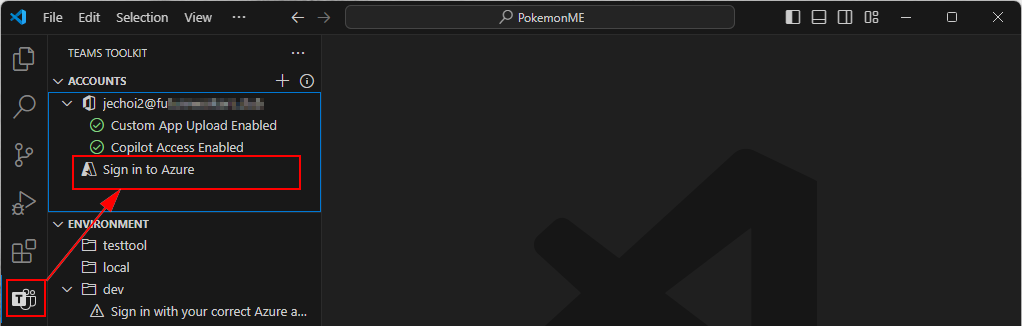 File Edit Selection View ··· PokemonME
TEAMS TOOLKIT ···
ACCOUNTS
jechoi2@fu
Custom App Upload Enabled
Copilot Access Enabled
Sign in to Azure
ENVIRONMENT
testtool
local
dev
Sign in with your correct Azure a...